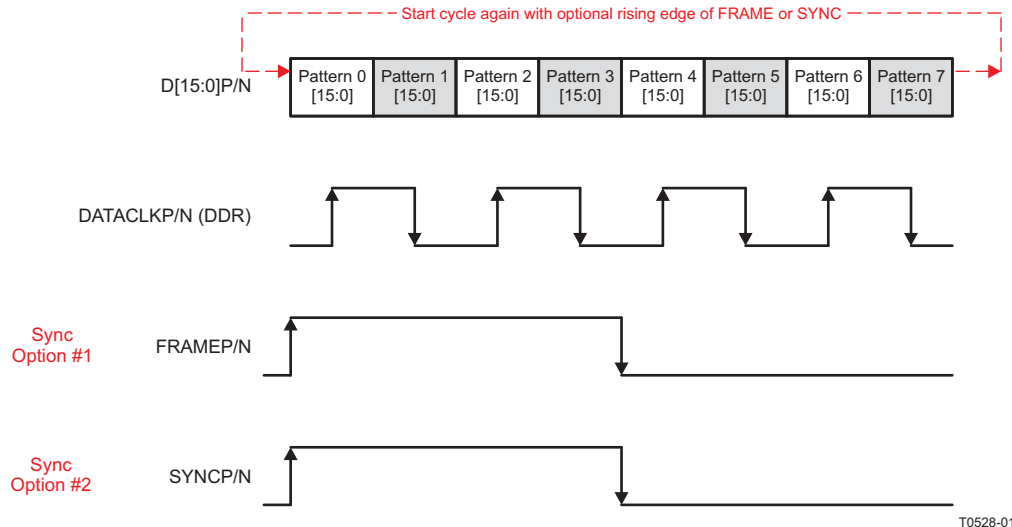 Start cycle again with optional rising edge of FRAME or SYNC
D[15:0]P/N
Pattern 0 Pattern 1 Pattern 2 Pattern 3 Pattern 4 Pattern 5 Pattern 6 Pattern 7
[15:0] [15:0] [15:0] [15:0] [15:0] [15:0] [15:0] [15:0]
DATACLKP/N (DDR)
Sync
Option #1
FRAMEP/N
Sync
Option #2
SYNCP/N
T0528-01